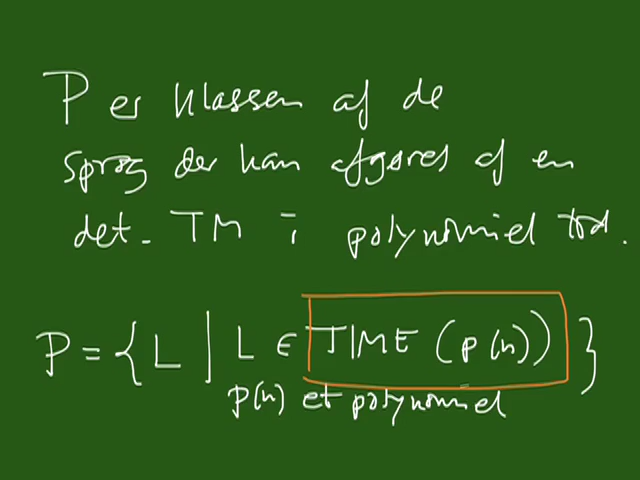 P er klassen af de
sprog der kan afgøres af en
det. TM i polynomiel tid.
P = { L | L ∈ TIME (p(n)) }
p(n) et polynomiel